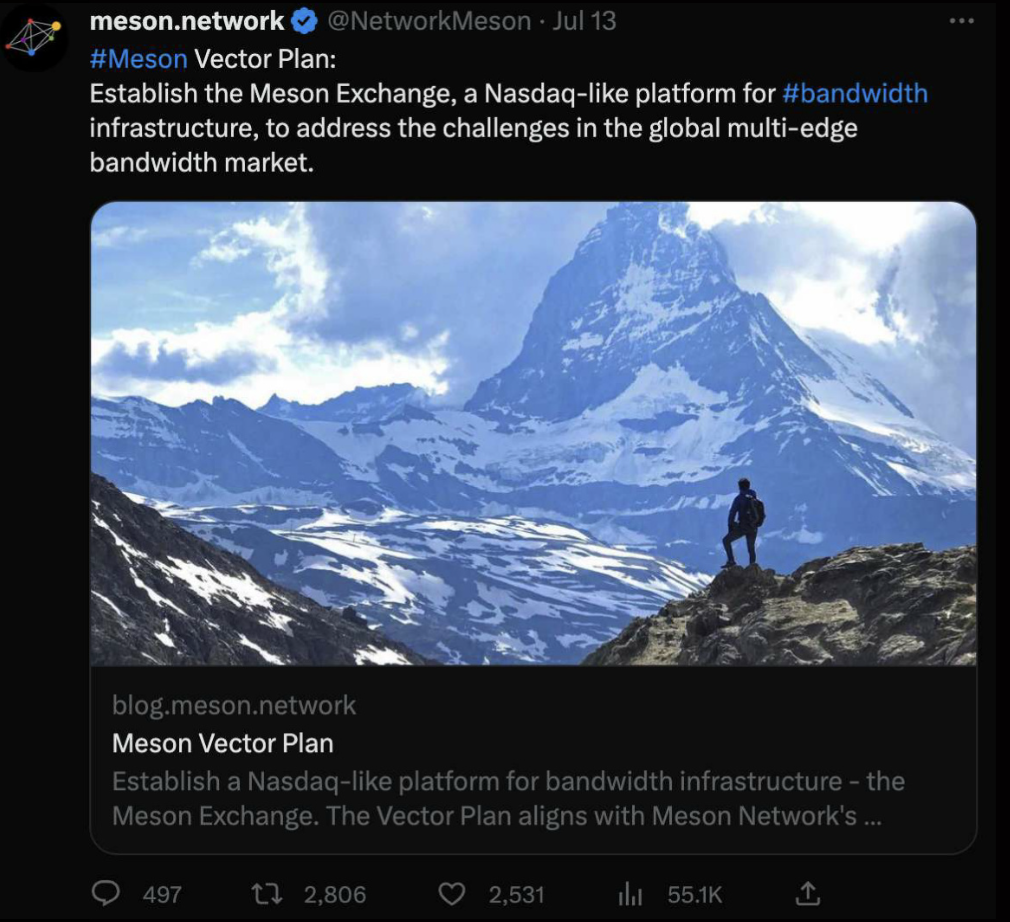 meson.network @NetworkMeson · Jul 13
#Meson Vector Plan:
Establish the Meson Exchange, a Nasdaq-like platform for #bandwidth
infrastructure, to address the challenges in the global multi-edge
bandwidth market.
blog.meson.network
Meson Vector Plan
Establish a Nasdaq-like platform for bandwidth infrastructure - the
Meson Exchange. The Vector Plan aligns with Meson Network's ...
497 2,806 2,531 55.1K